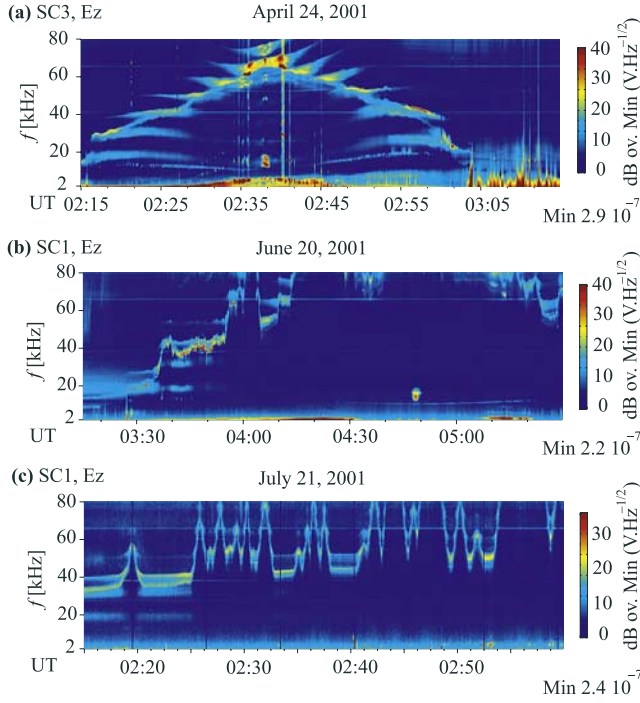 (a) SC3, Ez April 24, 2001
80
60
40
20
2
f [kHz]
UT 02:15 02:25 02:35 02:45 02:55 03:05
40
30
20
10
0
dB ov. Min (V.Hz-1/2)
Min 2.9 10-7
(b) SC1, Ez June 20, 2001
80
60
40
20
2
f [kHz]
UT 03:30 04:00 04:30 05:00
40
30
20
10
0
dB ov. Min (V.Hz-1/2)
Min 2.2 10-7
(c) SC1, Ez July 21, 2001
80
60
40
20
2
f [kHz]
UT 02:20 02:30 02:40 02:50
30
20
10
0
dB ov. Min (V.Hz-1/2)
Min 2.4 10-7